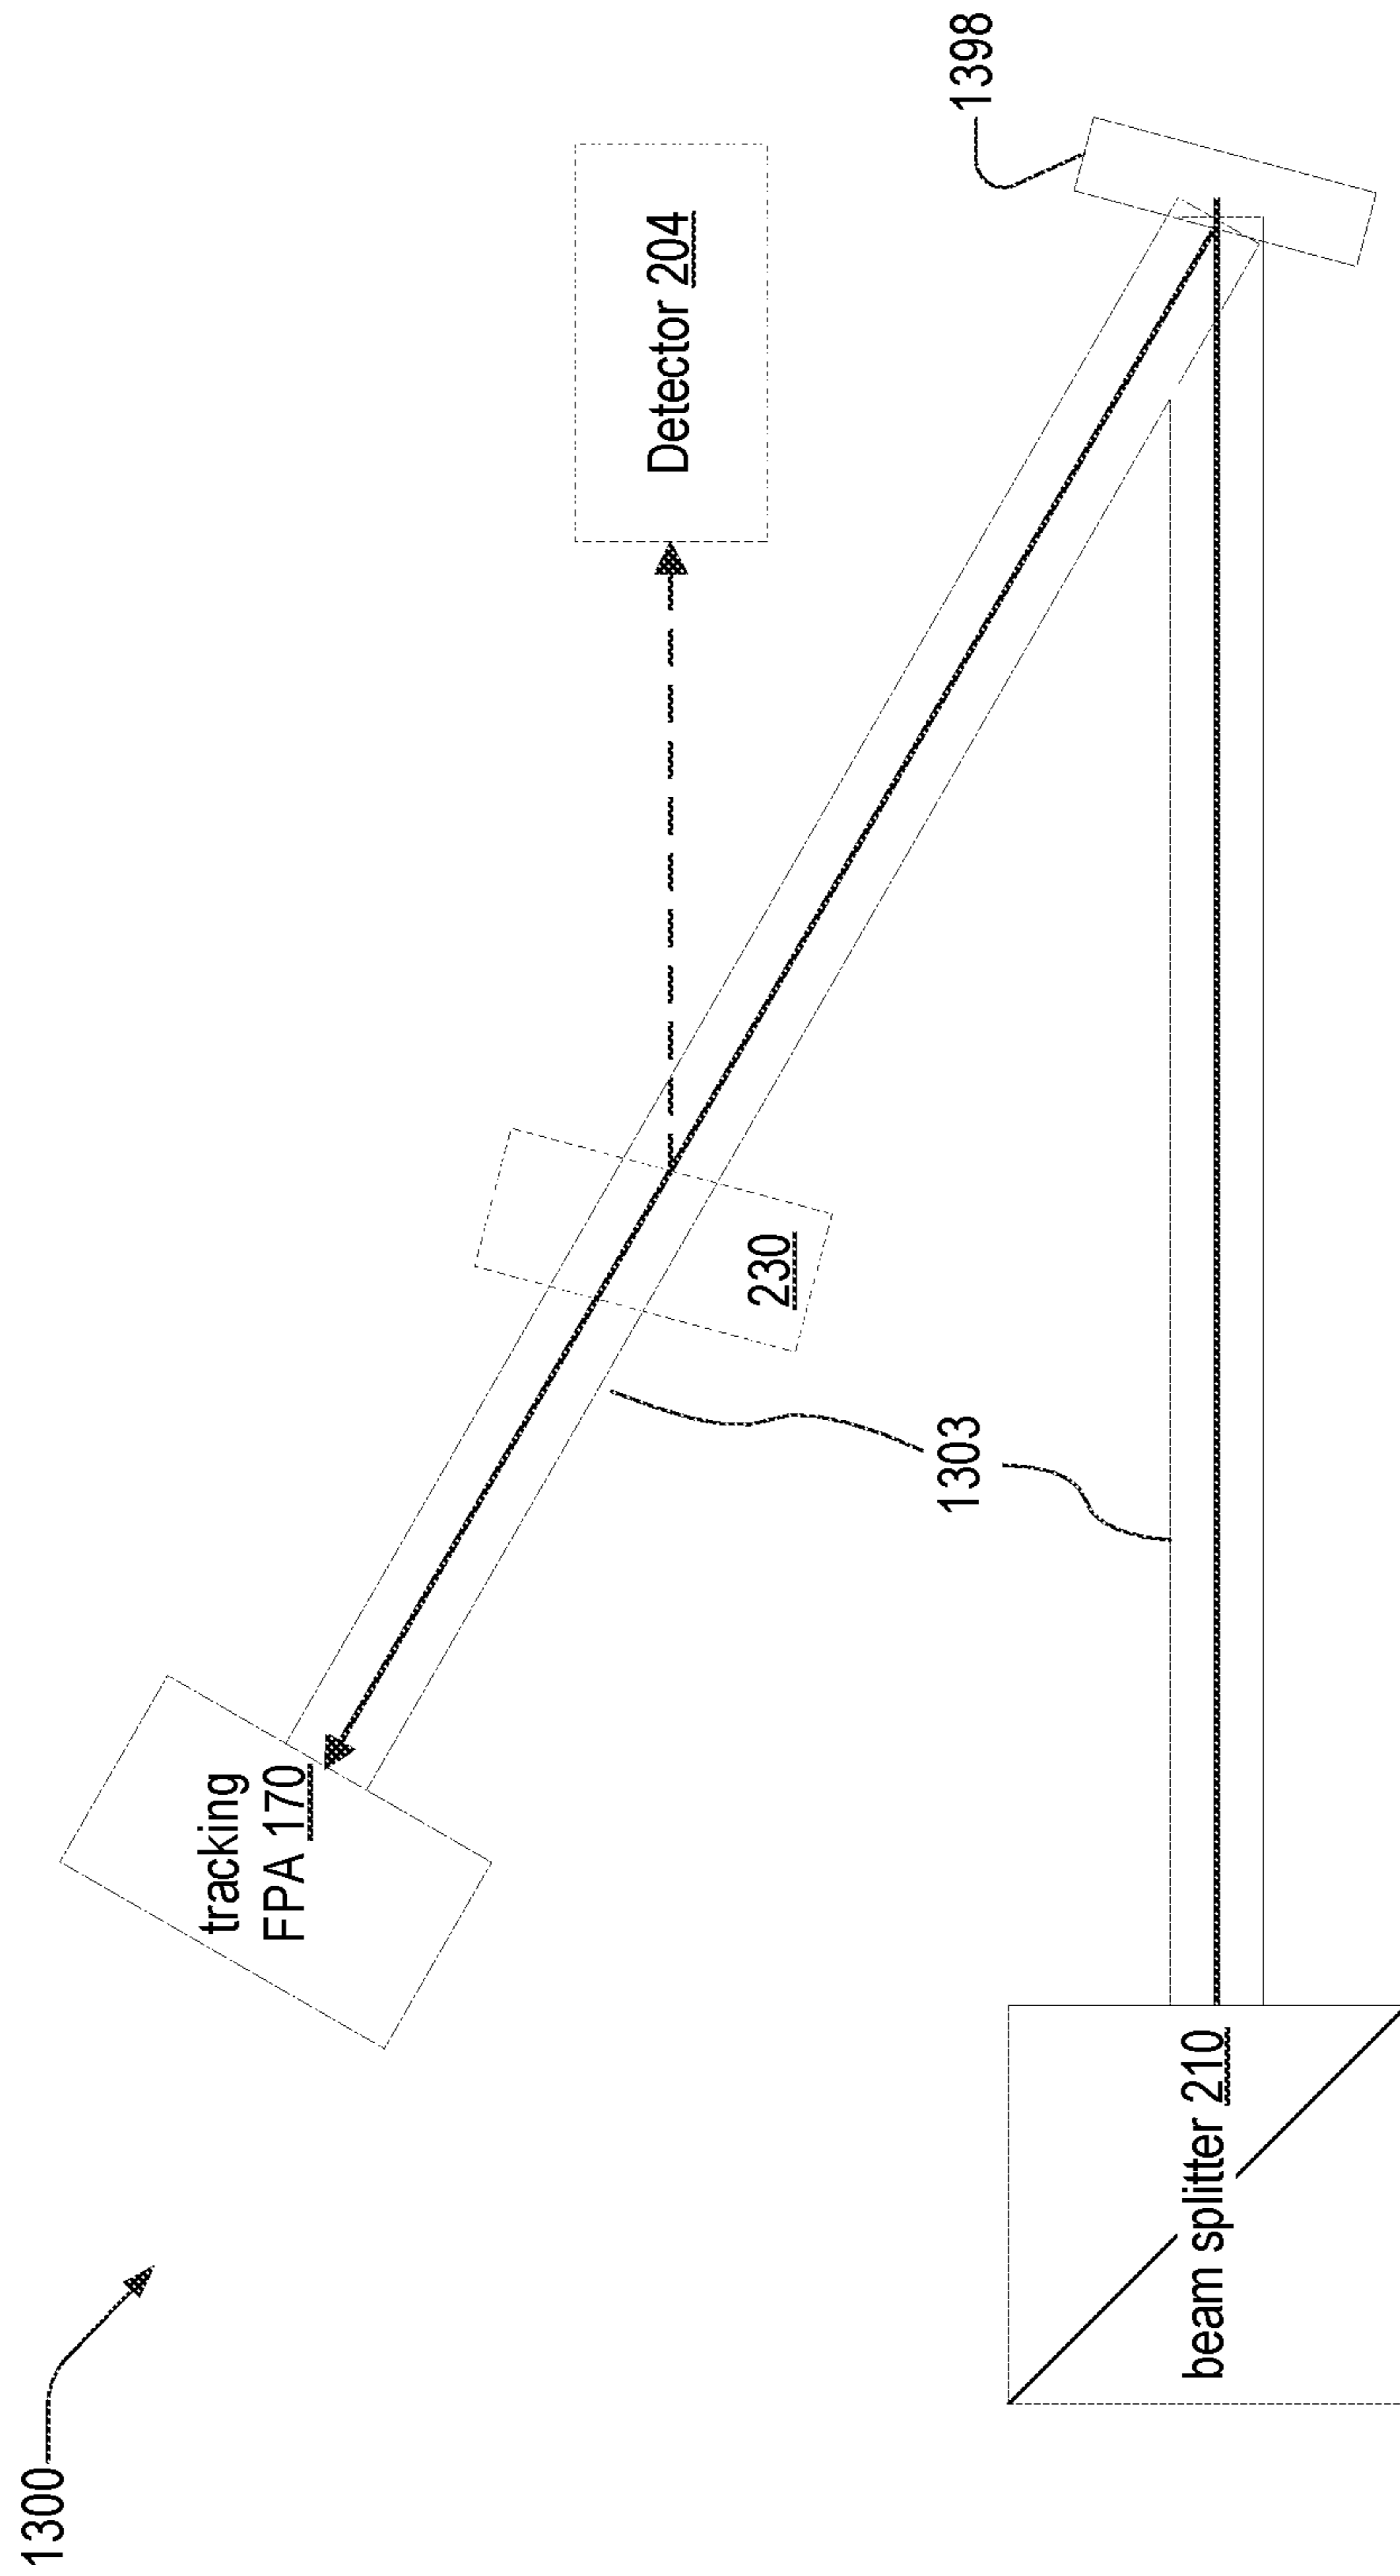 1300
tracking
FPA 170
Detector 204
1398
230
1303
beam splitter 210